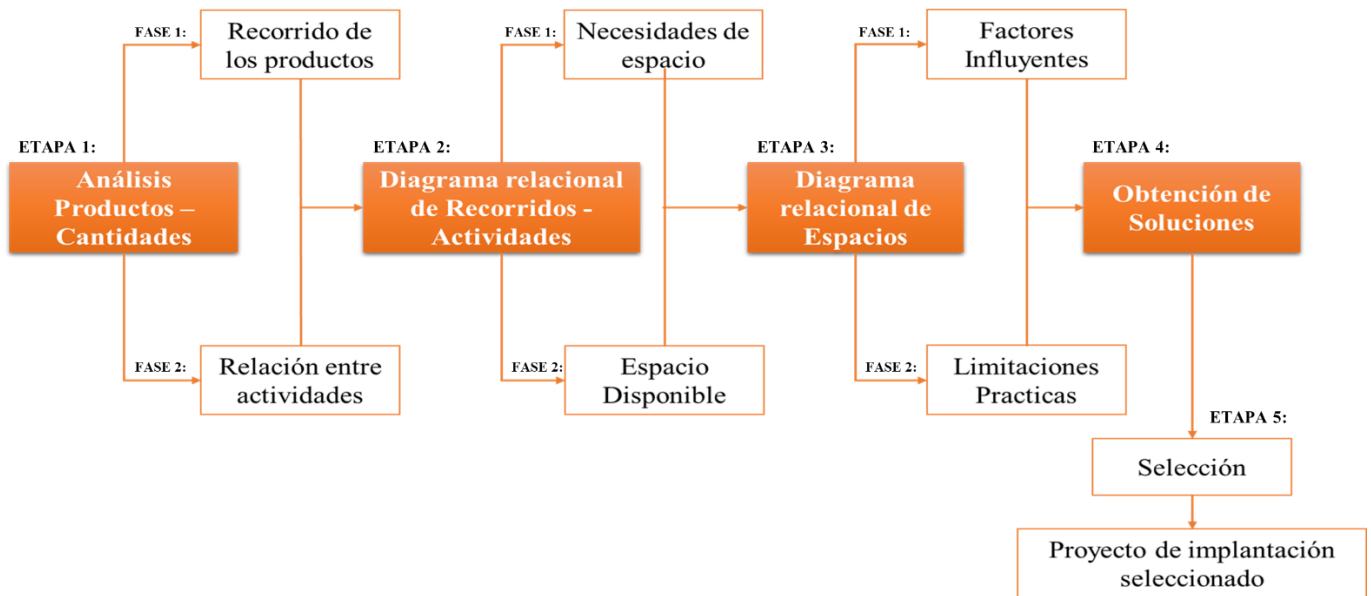 FASE 1:
Recorrido de
los productos
ETAPA 1:
Análisis
Productos –
Cantidades
FASE 2:
Relación entre
actividades
FASE 1:
Necesidades de
espacio
ETAPA 2:
Diagrama relacional
de Recorridos -
Actividades
FASE 2:
Espacio
Disponible
FASE 1:
Factores
Influyentes
ETAPA 3:
Diagrama
relacional de
Espacios
FASE 2:
Limitaciones
Practicas
ETAPA 4:
Obtención de
Soluciones
ETAPA 5:
Selección
Proyecto de implantación
seleccionado